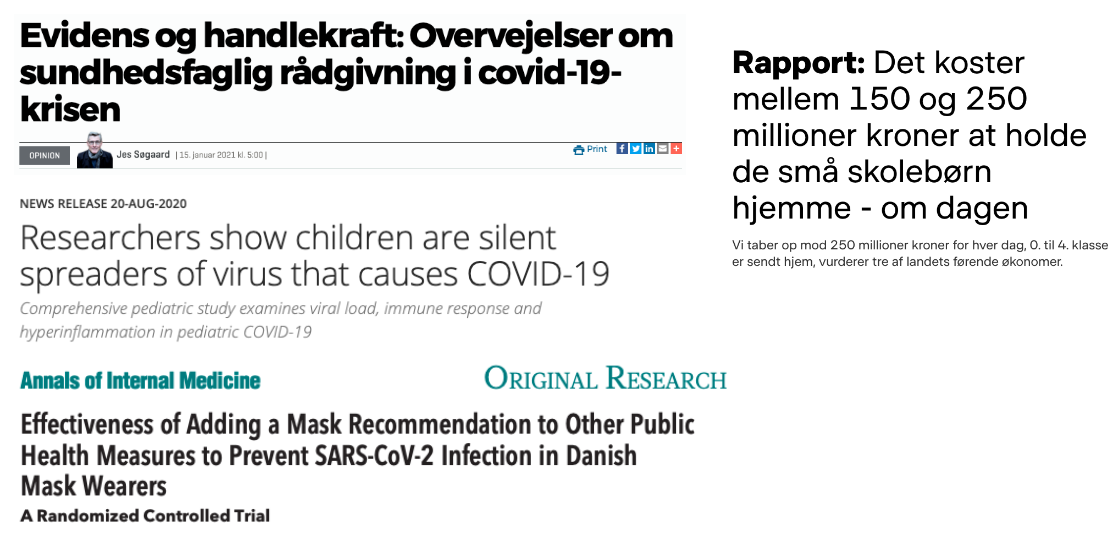 Evidens og handlekraft: Overvejelser om
sundhedsfaglig rådgivning i covid-19-
krisen
OPINION
Jes Søgaard | 15. januar 2021 kl. 5:00 |
Print
NEWS RELEASE 20-AUG-2020
Researchers show children are silent
spreaders of virus that causes COVID-19
Comprehensive pediatric study examines viral load, immune response and
hyperinflammation in pediatric COVID-19
Annals of Internal Medicine
ORIGINAL RESEARCH
Effectiveness of Adding a Mask Recommendation to Other Public
Health Measures to Prevent SARS-CoV-2 Infection in Danish
Mask Wearers
A Randomized Controlled Trial
Rapport: Det koster
mellem 150 og 250
millioner kroner at holde
de små skolebørn
hjemme - om dagen
Vi taber op mod 250 millioner kroner for hver dag, 0. til 4. klasse
er sendt hjem, vurderer tre af landets førende økonomer.